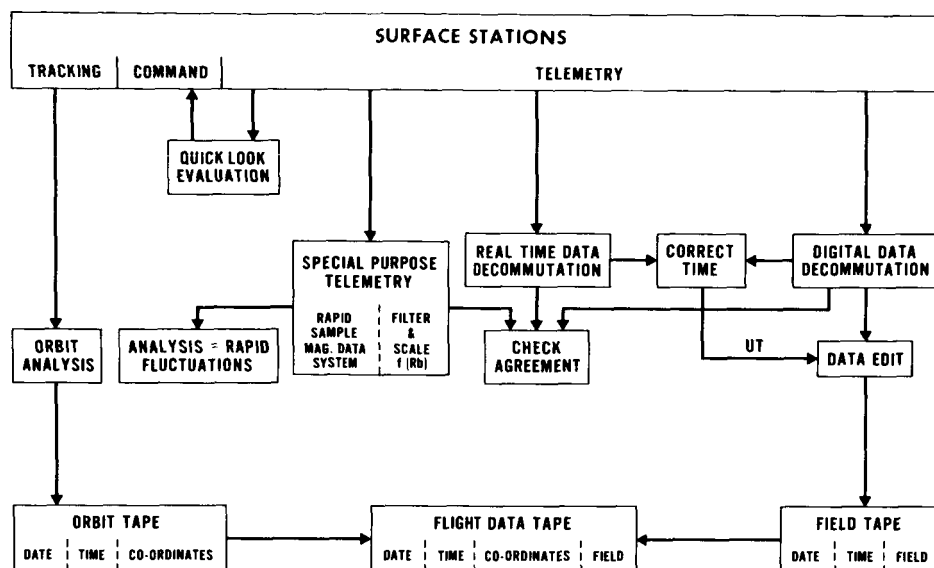 SURFACE STATIONS
TRACKING COMMAND TELEMETRY
QUICK LOOK
EVALUATION
SPECIAL PURPOSE
TELEMETRY
RAPID
SAMPLE
MAG. DATA
SYSTEM
FILTER
&
SCALE
f (Rb)
REAL TIME DATA
DECOMMUTATION
CORRECT
TIME
DIGITAL DATA
DECOMMUTATION
ORBIT
ANALYSIS
ANALYSIS = RAPID
FLUCTUATIONS
CHECK
AGREEMENT
UT
DATA EDIT
ORBIT TAPE
DATE TIME CO-ORDINATES
FLIGHT DATA TAPE
DATE TIME CO-ORDINATES FIELD
FIELD TAPE
DATE TIME FIELD